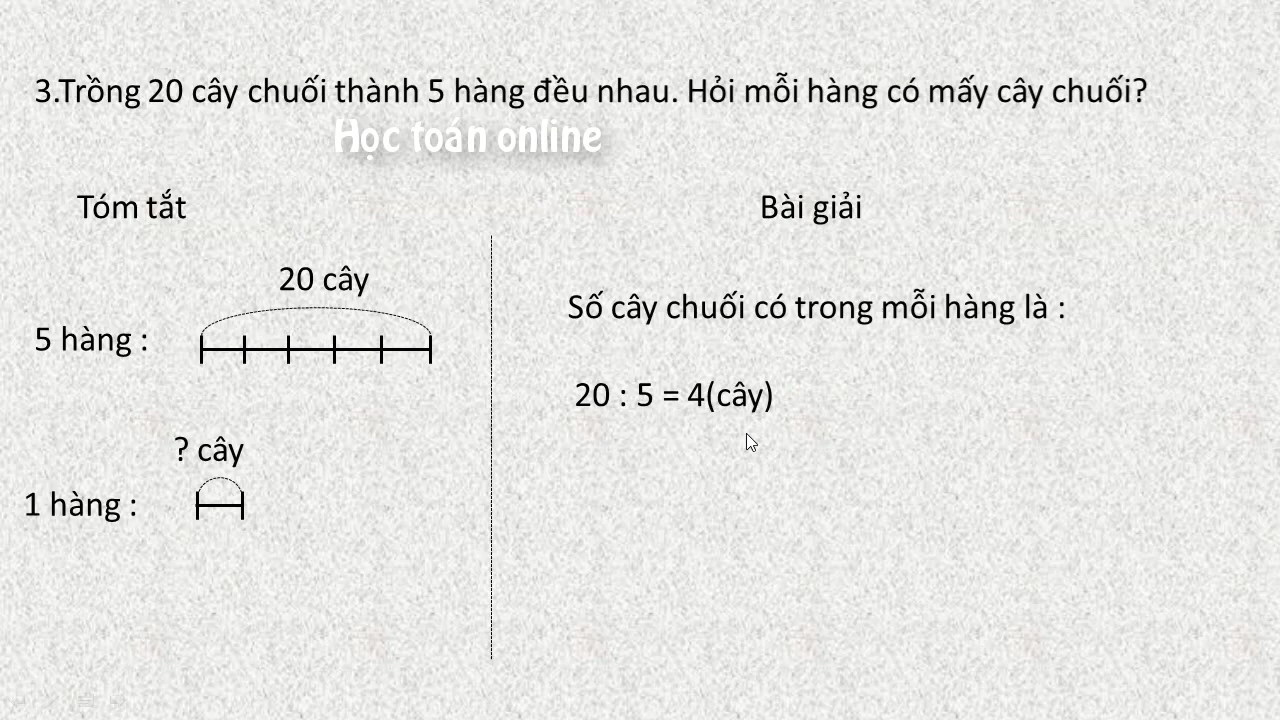 3.Trồng 20 cây chuối thành 5 hàng đều nhau. Hỏi mỗi hàng có mấy cây chuối?
Học toán online
Tóm tắt
20 cây
5 hàng :
? cây
1 hàng :
Bài giải
Số cây chuối có trong mỗi hàng là :
20 : 5 = 4(cây)